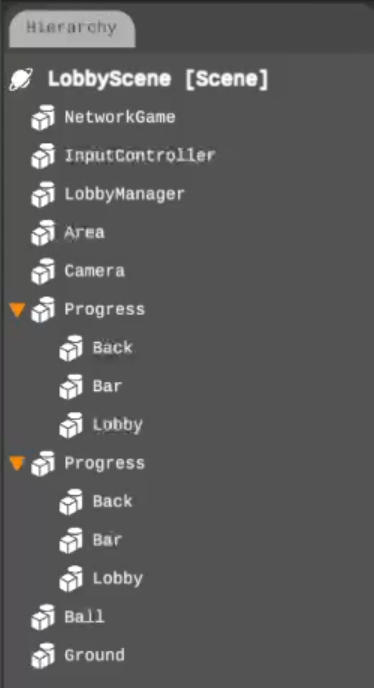 Hierarchy
LobbyScene [Scene]
NetworkGame
InputController
LobbyManager
Area
Camera
Progress
Back
Bar
Lobby
Progress
Back
Bar
Lobby
Ball
Ground